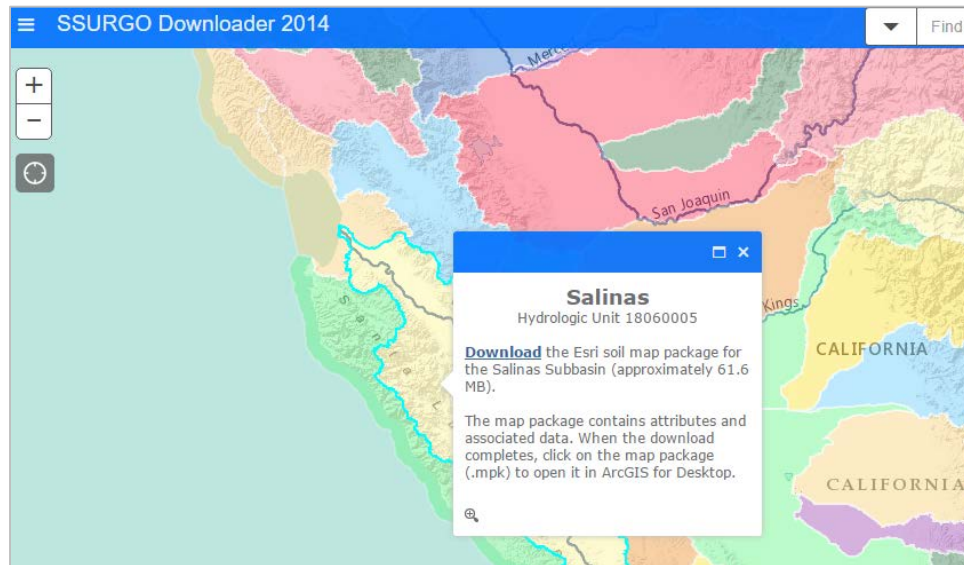 SSURGO Downloader 2014
Find
+
−
Merced
San Joaquin
Kings
CALIFORNIA
CALIFORNIA
Santa L
Salinas
Hydrologic Unit 18060005
Download the Esri soil map package for
the Salinas Subbasin (approximately 61.6
MB).
The map package contains attributes and
associated data. When the download
completes, click on the map package
(.mpk) to open it in ArcGIS for Desktop.